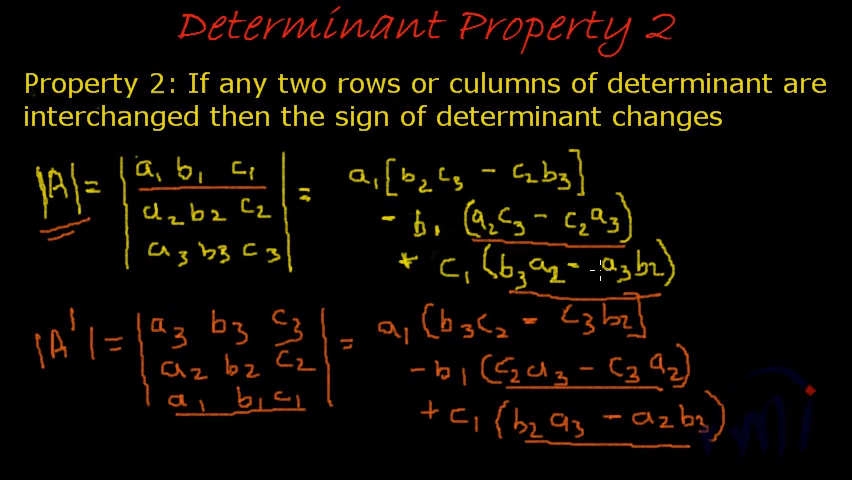 Determinant Property 2
Property 2: If any two rows or culumns of determinant are
interchanged then the sign of determinant changes
|A| = | a₁ b₁ c₁ | = a₁[b₂c₃ - c₂b₃]
| a₂ b₂ c₂ | - b₁ (a₂c₃ - c₂a₃)
| a₃ b₃ c₃ | + c₁ (b₃a₂ - a₃b₂)
|A'| = | a₃ b₃ c₃ | = a₁ (b₃c₂ - c₃b₂]
| a₂ b₂ c₂ | - b₁ (c₂a₃ - c₃a₂)
| a₁ b₁ c₁ | + c₁ (b₂a₃ - a₂b₃)